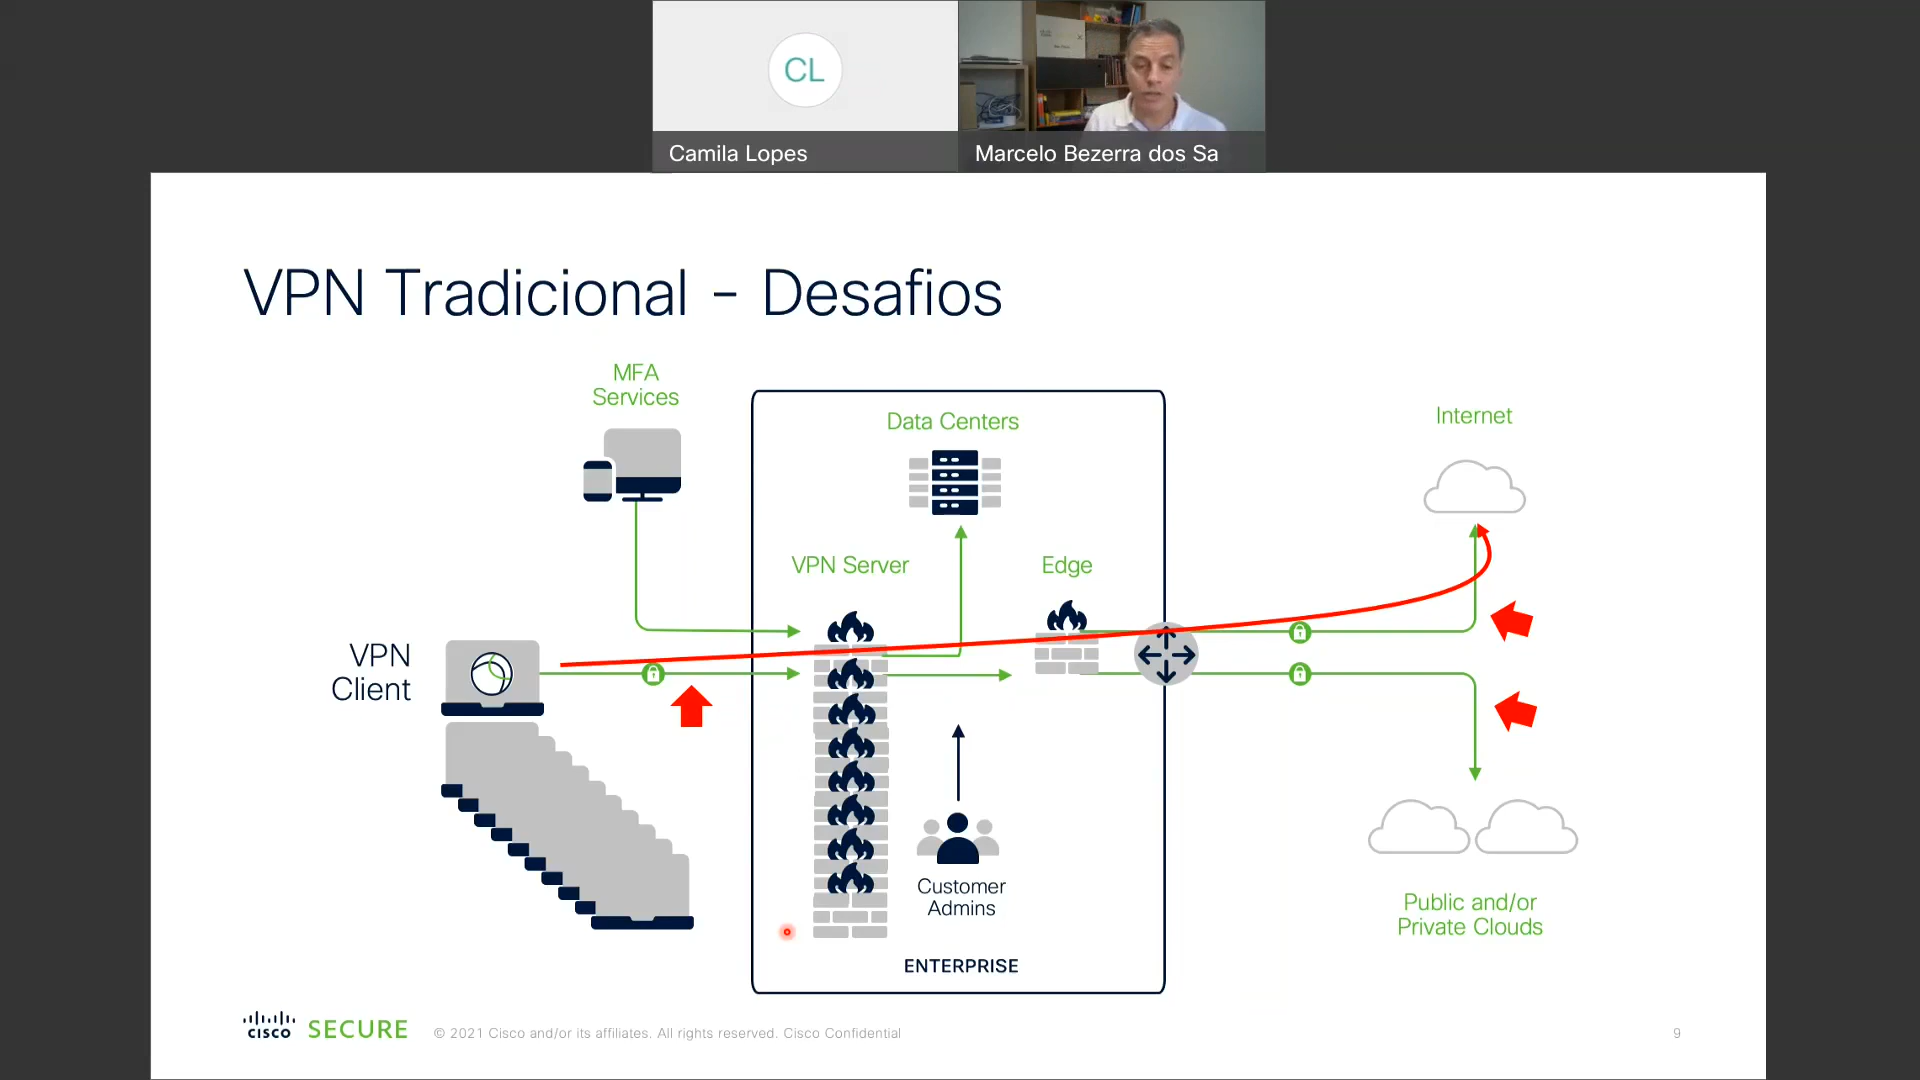 CL
Camila Lopes
Marcelo Bezerra dos Sa
VPN Tradicional - Desafios
MFA
Services
Data Centers
Internet
VPN Server
Edge
VPN
Client
Customer
Admins
Public and/or
Private Clouds
ENTERPRISE
cisco SECURE
© 2021 Cisco and/or its affiliates. All rights reserved. Cisco Confidential
9